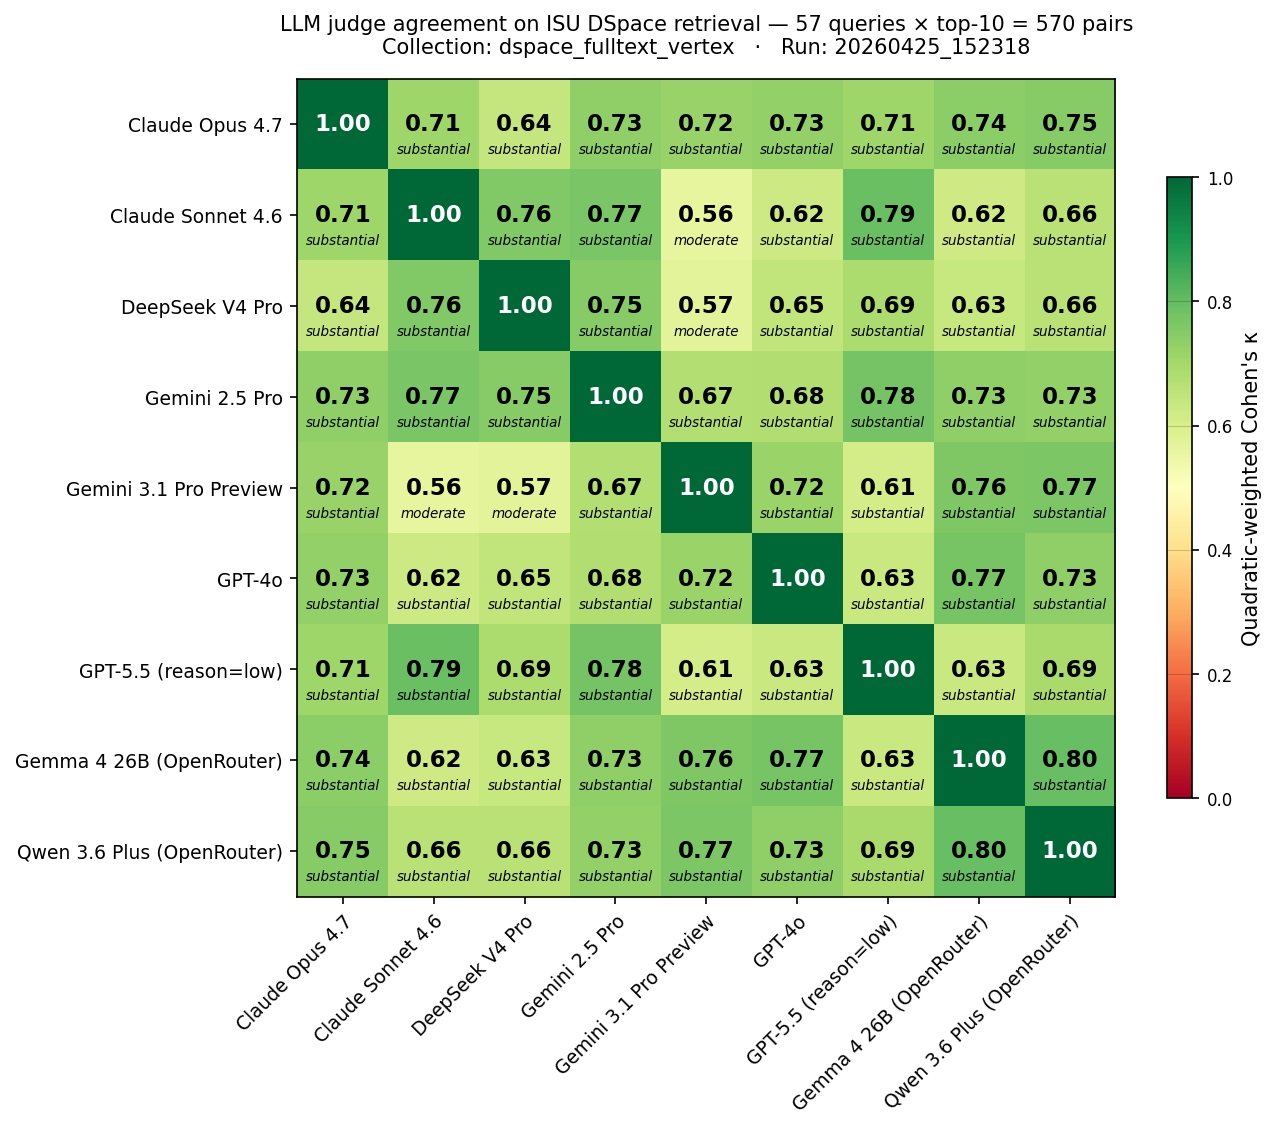 LLM judge agreement on ISU DSpace retrieval — 57 queries × top-10 = 570 pairs
Collection: dspace_fulltext_vertex · Run: 20260425_152318
Claude Opus 4.7 1.00 0.71 0.64 0.73 0.72 0.73 0.71 0.74 0.75
substantial substantial substantial substantial substantial substantial substantial substantial
Claude Sonnet 4.6 0.71 1.00 0.76 0.77 0.56 0.62 0.79 0.62 0.66
substantial substantial substantial moderate substantial substantial substantial substantial
DeepSeek V4 Pro 0.64 0.76 1.00 0.75 0.57 0.65 0.69 0.63 0.66
substantial substantial substantial moderate substantial substantial substantial substantial
Gemini 2.5 Pro 0.73 0.77 0.75 1.00 0.67 0.68 0.78 0.73 0.73
substantial substantial substantial substantial substantial substantial substantial substantial
Gemini 3.1 Pro Preview 0.72 0.56 0.57 0.67 1.00 0.72 0.61 0.76 0.77
substantial moderate moderate substantial substantial substantial substantial substantial
GPT-4o 0.73 0.62 0.65 0.68 0.72 1.00 0.63 0.77 0.73
substantial substantial substantial substantial substantial substantial substantial substantial
GPT-5.5 (reason=low) 0.71 0.79 0.69 0.78 0.61 0.63 1.00 0.63 0.69
substantial substantial substantial substantial substantial substantial substantial substantial
Gemma 4 26B (OpenRouter) 0.74 0.62 0.63 0.73 0.76 0.77 0.63 1.00 0.80
substantial substantial substantial substantial substantial substantial substantial substantial
Qwen 3.6 Plus (OpenRouter) 0.75 0.66 0.66 0.73 0.77 0.73 0.69 0.80 1.00
substantial substantial substantial substantial substantial substantial substantial substantial
Claude Opus 4.7
Claude Sonnet 4.6
DeepSeek V4 Pro
Gemini 2.5 Pro
Gemini 3.1 Pro Preview
GPT-4o
GPT-5.5 (reason=low)
Gemma 4 26B (OpenRouter)
Qwen 3.6 Plus (OpenRouter)
1.0
0.8
0.6
0.4
0.2
0.0
Quadratic-weighted Cohen's κ